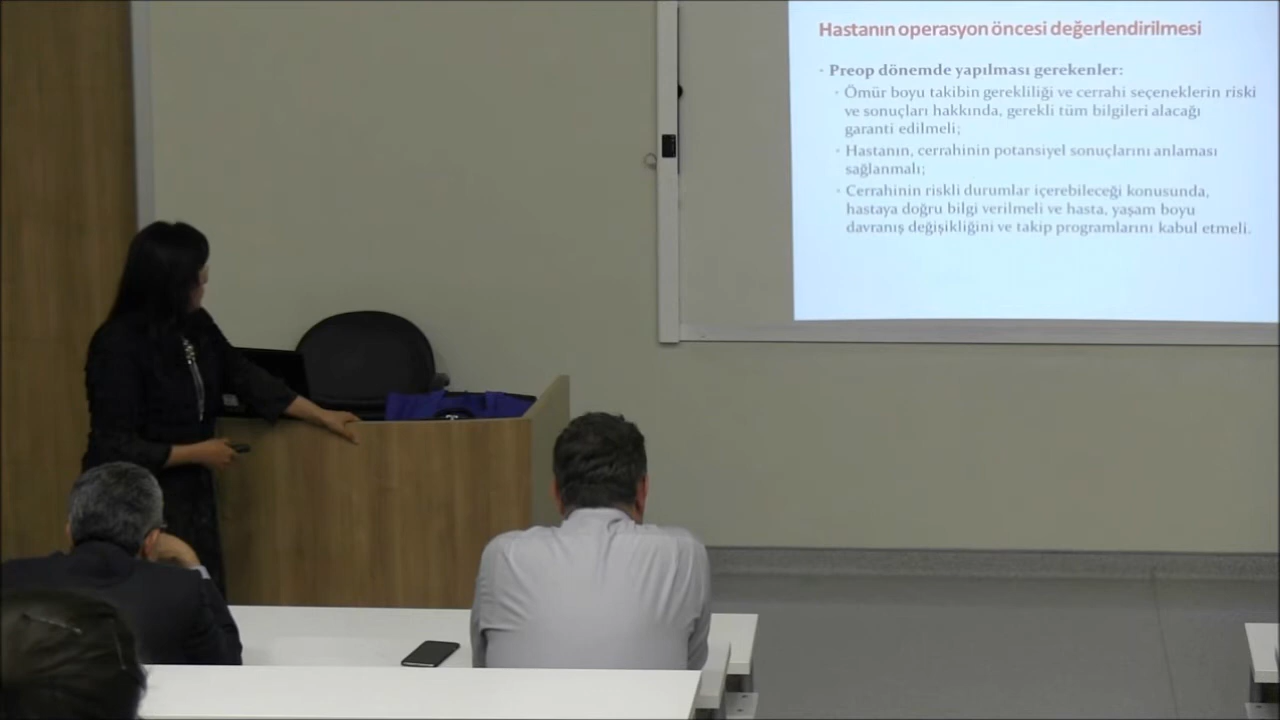 Hastanın operasyon öncesi değerlendirilmesi
• Preop dönemde yapılması gerekenler:
• Ömür boyu takibin gerekliliği ve cerrahi seçeneklerin riski
ve sonuçları hakkında, gerekli tüm bilgileri alacağı
garanti edilmeli;
• Hastanın, cerrahinin potansiyel sonuçlarını anlaması
sağlanmalı;
• Cerrahinin riskli durumlar içerebileceği konusunda,
hastaya doğru bilgi verilmeli ve hasta, yaşam boyu
davranış değişikliğini ve takip programlarını kabul etmeli.